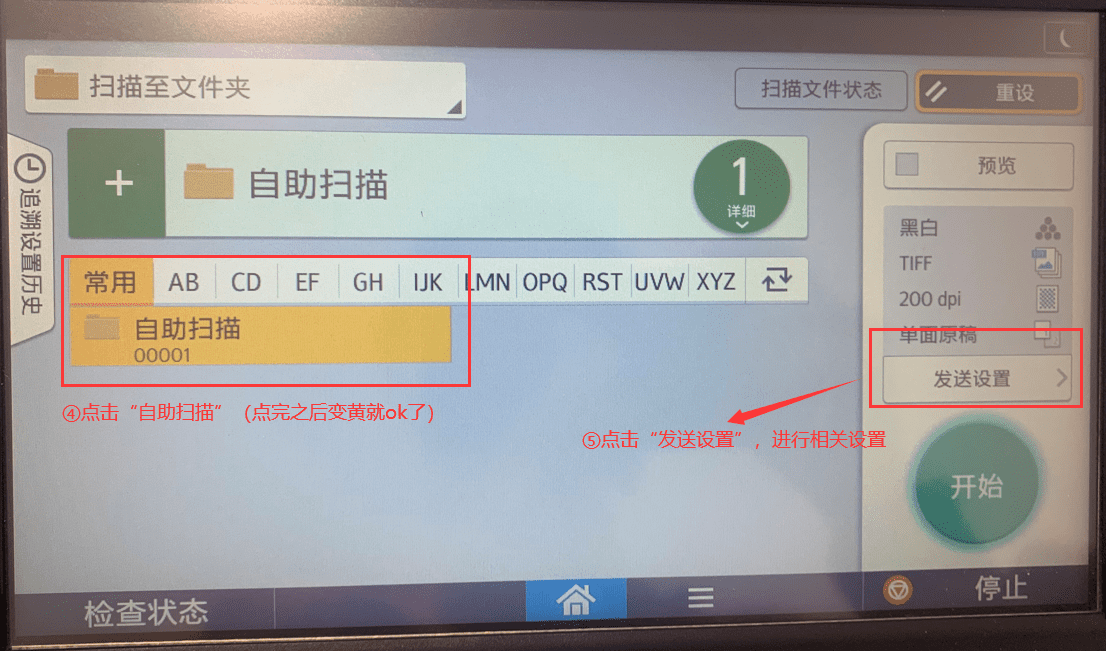 扫描至文件夹
扫描文件状态
重设
追溯设置历史
+
自助扫描
1
详细
预览
常用 AB CD EF GH IJK LMN OPQ RST UVW XYZ
自助扫描
00001
黑白
TIFF
200 dpi
单面原稿
发送设置
④点击“自助扫描” (点完之后变黄就ok了)
⑤点击“发送设置”，进行相关设置
开始
检查状态
停止